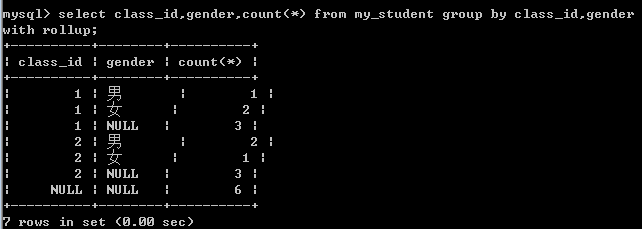 mysql> select class_id,gender,count(*) from my_student group by class_id,gender
with rollup;
+-----------+--------+----------+
| class_id | gender | count(*) |
+-----------+--------+----------+
| 1 | 男 | 1 |
| 1 | 女 | 2 |
| 1 | NULL | 3 |
| 2 | 男 | 2 |
| 2 | 女 | 1 |
| 2 | NULL | 3 |
| NULL | NULL | 6 |
+-----------+--------+----------+
7 rows in set (0.00 sec)